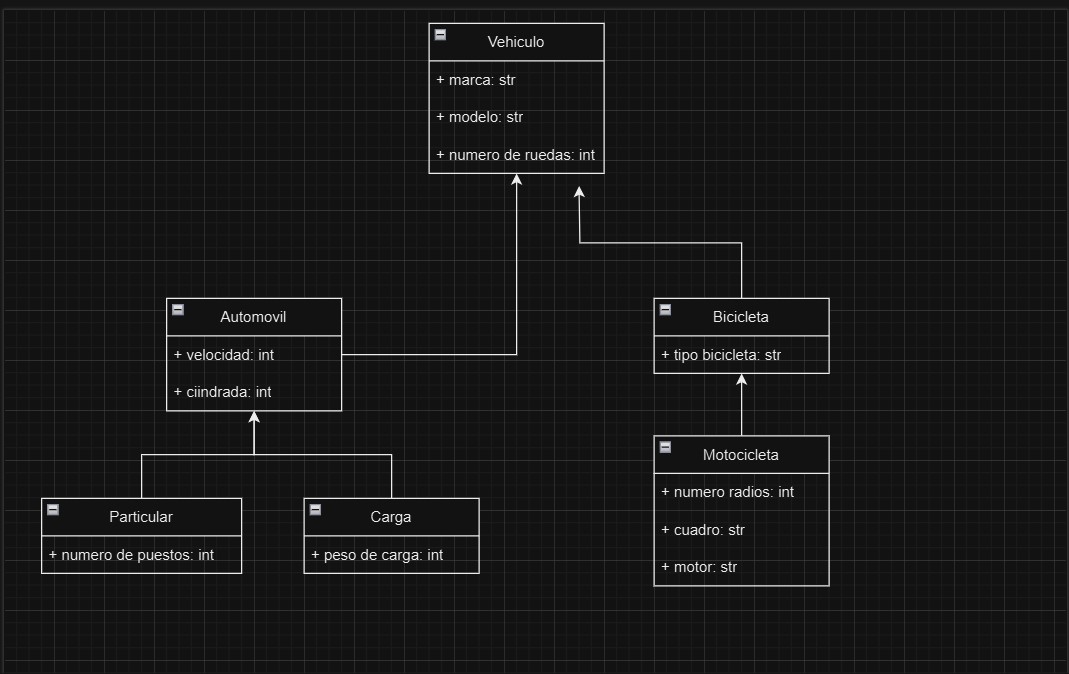 Vehiculo
+ marca: str
+ modelo: str
+ numero de ruedas: int
Automovil
+ velocidad: int
+ ciindrada: int
Bicicleta
+ tipo bicicleta: str
Motocicleta
+ numero radios: int
+ cuadro: str
+ motor: str
Particular
+ numero de puestos: int
Carga
+ peso de carga: int